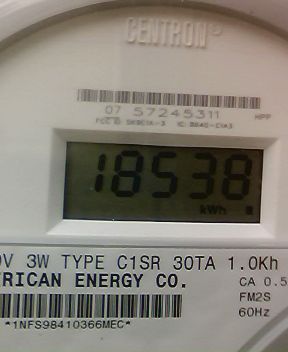 CENTRON®
07 57245311
HPP
18538
kWh
V 3W TYPE C1SR 30TA 1.0Kh
RICAN ENERGY CO.
CA 0.5
FM2S
60Hz
*1NFS98410366MEC*